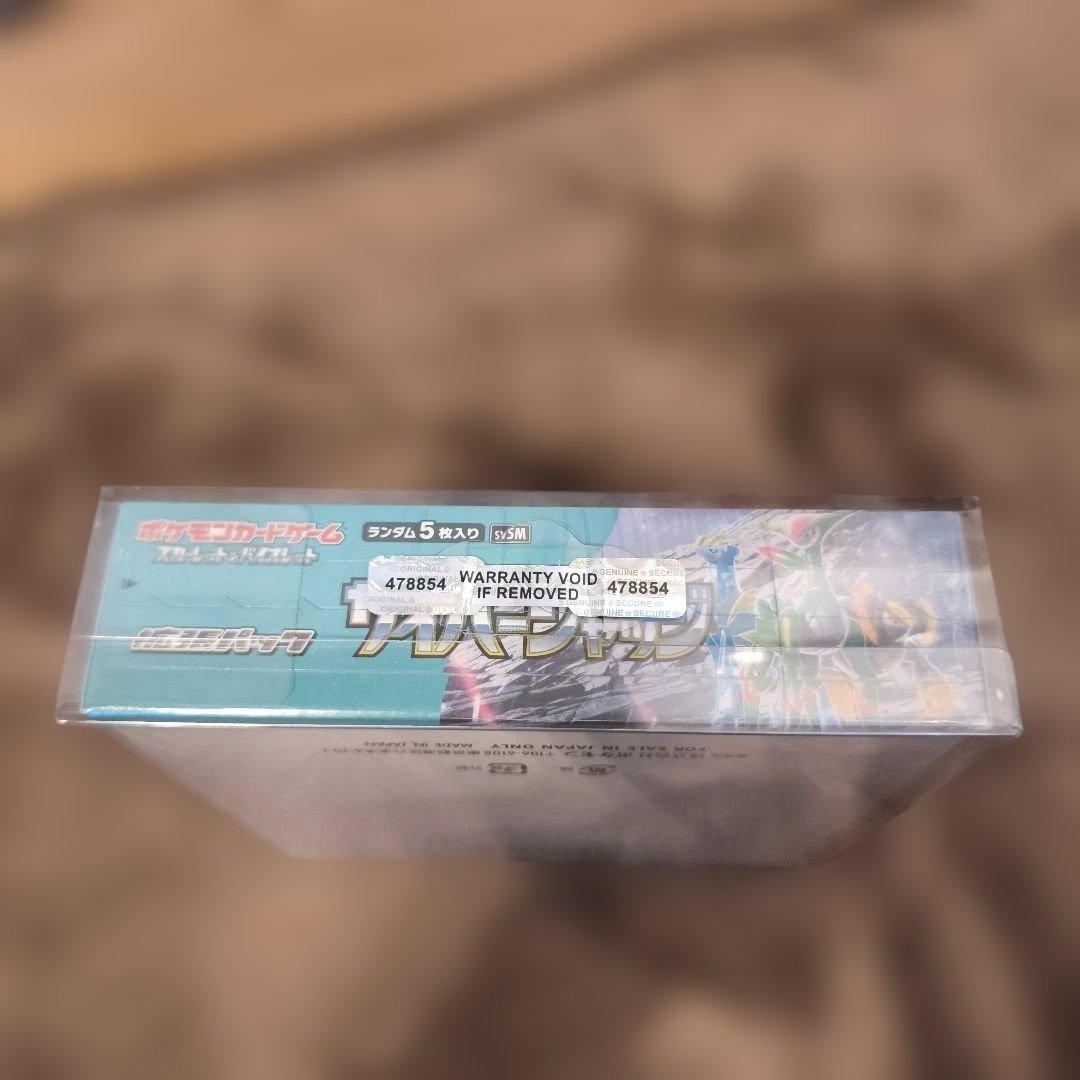 ポケモンカードゲーム
スカーレット&バイオレット
ランダム5枚入り sv5M
拡張パック
サイバージャッジ
478854 WARRANTY VOID IF REMOVED 478854
ORIGINAL
GENUINE☆SECURE
FOR SALE IN JAPAN ONLY MADE IN JAPAN